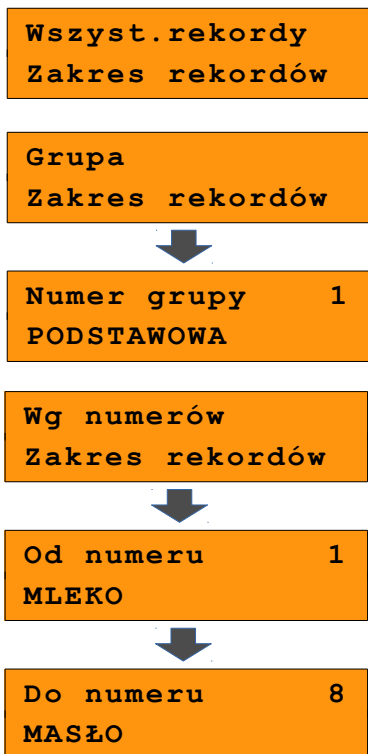 Wszyst.rekordy
Zakres rekordów
Grupa
Zakres rekordów
Numer grupy 1
PODSTAWOWA
Wg numerów
Zakres rekordów
Od numeru 1
MLEKO
Do numeru 8
MASŁO